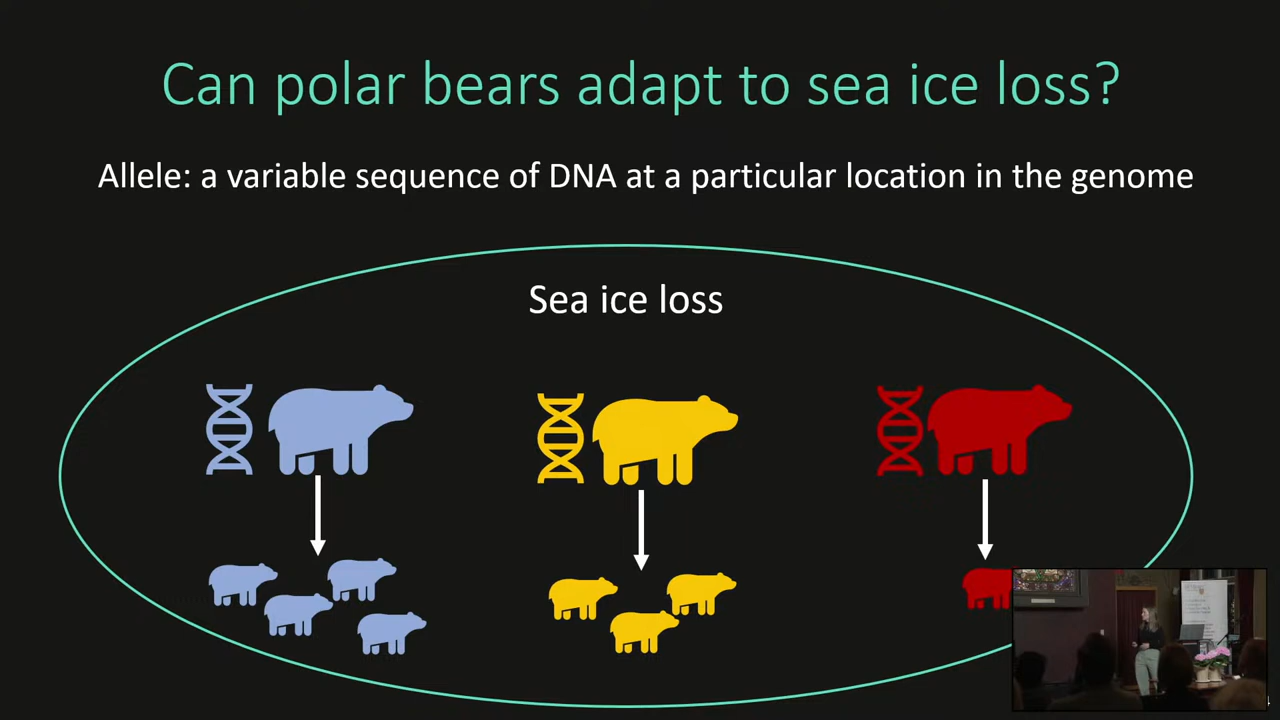 Can polar bears adapt to sea ice loss?
Allele: a variable sequence of DNA at a particular location in the genome
Sea ice loss